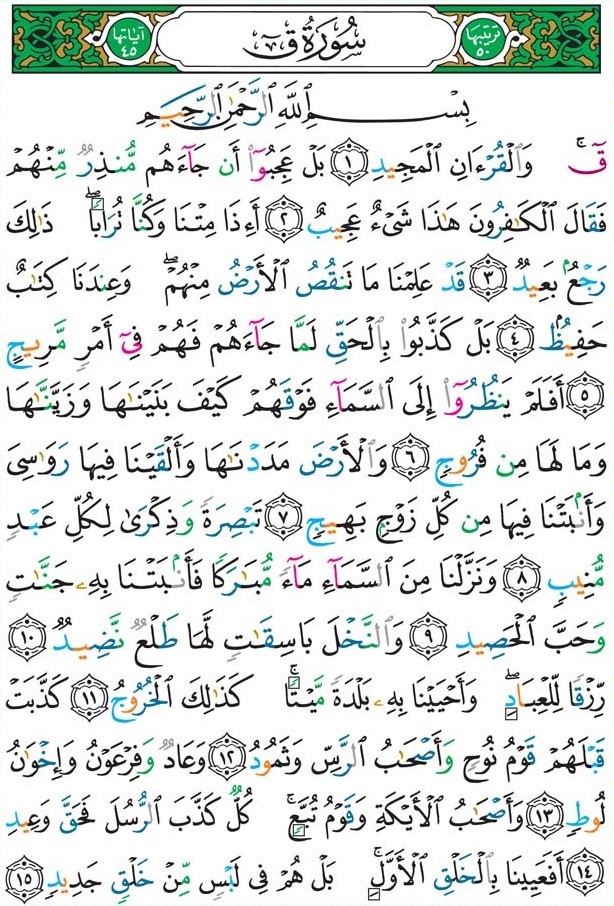 ترتيبها ٥٠ سُورَةُ قٓ آياتها ٤٥
بِسْمِ ٱللَّهِ ٱلرَّحْمَٰنِ ٱلرَّحِيمِ
قٓ ۚ وَٱلْقُرْءَانِ ٱلْمَجِيدِ ١ بَلْ عَجِبُوٓا۟ أَن جَآءَهُم مُّنذِرٌ مِّنْهُمْ
فَقَالَ ٱلْكَٰفِرُونَ هَٰذَا شَىْءٌ عَجِيبٌ ٢ أَءِذَا مِتْنَا وَكُنَّا تُرَابًا ۖ ذَٰلِكَ
رَجْعٌۢ بَعِيدٌ ٣ قَدْ عَلِمْنَا مَا تَنقُصُ ٱلْأَرْضُ مِنْهُمْ ۖ وَعِندَنَا كِتَٰبٌ
حَفِيظٌۢ ٤ بَلْ كَذَّبُوا۟ بِٱلْحَقِّ لَمَّا جَآءَهُمْ فَهُمْ فِىٓ أَمْرٍ مَّرِيجٍ
٥ أَفَلَمْ يَنظُرُوٓا۟ إِلَى ٱلسَّمَآءِ فَوْقَهُمْ كَيْفَ بَنَيْنَٰهَا وَزَيَّنَّٰهَا
وَمَا لَهَا مِن فُرُوجٍ ٦ وَٱلْأَرْضَ مَدَدْنَٰهَا وَأَلْقَيْنَا فِيهَا رَوَٰسِىَ
وَأَنۢبَتْنَا فِيهَا مِن كُلِّ زَوْجٍۭ بَهِيجٍ ٧ تَبْصِرَةً وَذِكْرَىٰ لِكُلِّ عَبْدٍ
مُّنِيبٍ ٨ وَنَزَّلْنَا مِنَ ٱلسَّمَآءِ مَآءً مُّبَٰرَكًا فَأَنۢبَتْنَا بِهِۦ جَنَّٰتٍ
وَحَبَّ ٱلْحَصِيدِ ٩ وَٱلنَّخْلَ بَاسِقَٰتٍ لَّهَا طَلْعٌ نَّضِيدٌ ١٠
رِّزْقًا لِّلْعِبَادِ ۖ وَأَحْيَيْنَا بِهِۦ بَلْدَةً مَّيْتًا ۚ كَذَٰلِكَ ٱلْخُرُوجُ ١١ كَذَّبَتْ
قَبْلَهُمْ قَوْمُ نُوحٍ وَأَصْحَٰبُ ٱلرَّسِّ وَثَمُودُ ١٢ وَعَادٌ وَفِرْعَوْنُ وَإِخْوَٰنُ
لُوطٍ ١٣ وَأَصْحَٰبُ ٱلْأَيْكَةِ وَقَوْمُ تُبَّعٍ ۚ كُلٌّ كَذَّبَ ٱلرُّسُلَ فَحَقَّ وَعِيدِ
١٤ أَفَعَيِينَا بِٱلْخَلْقِ ٱلْأَوَّلِ ۚ بَلْ هُمْ فِى لَبْسٍ مِّنْ خَلْقٍ جَدِيدٍ ١٥